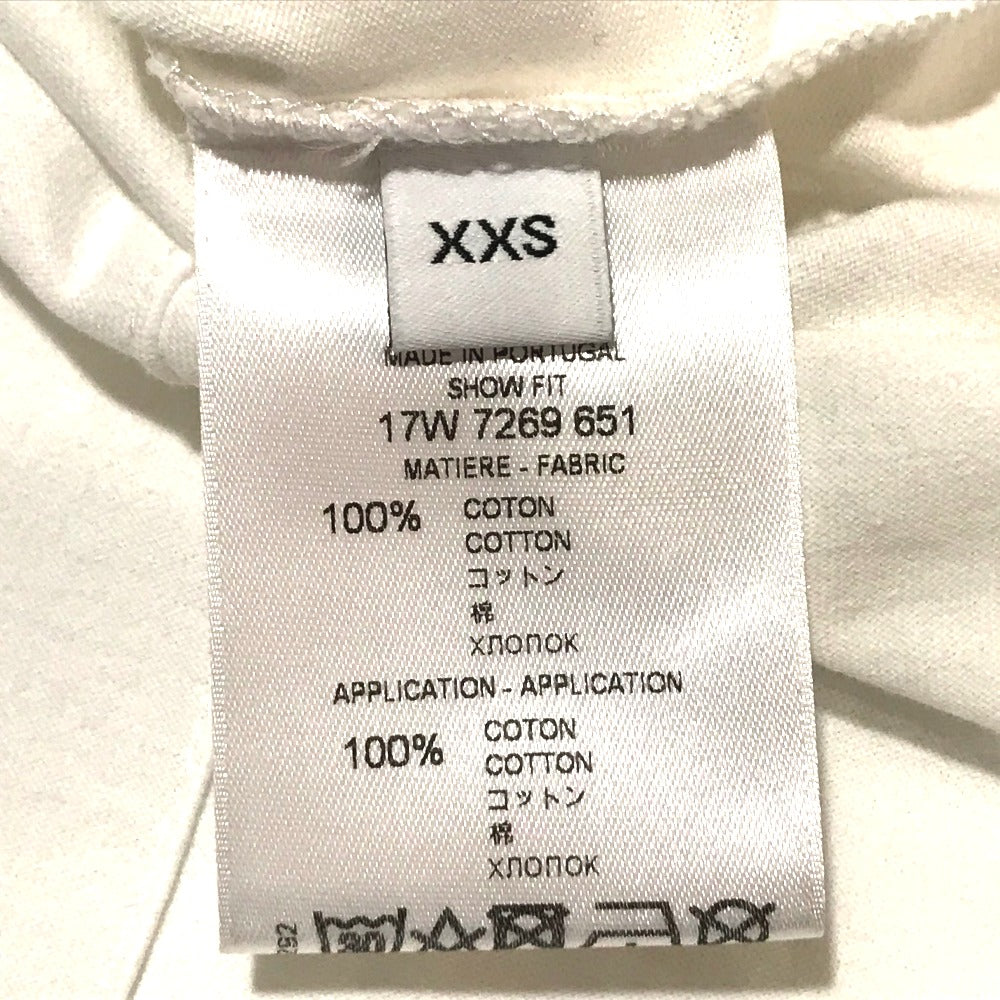 XXS
MADE IN PORTUGAL
SHOW FIT
17W 7269 651
MATIERE - FABRIC
100% COTON
COTTON
コットン
棉
ХЛОПОК
APPLICATION - APPLICATION
100% COTON
COTTON
コットン
棉
ХЛОПОК